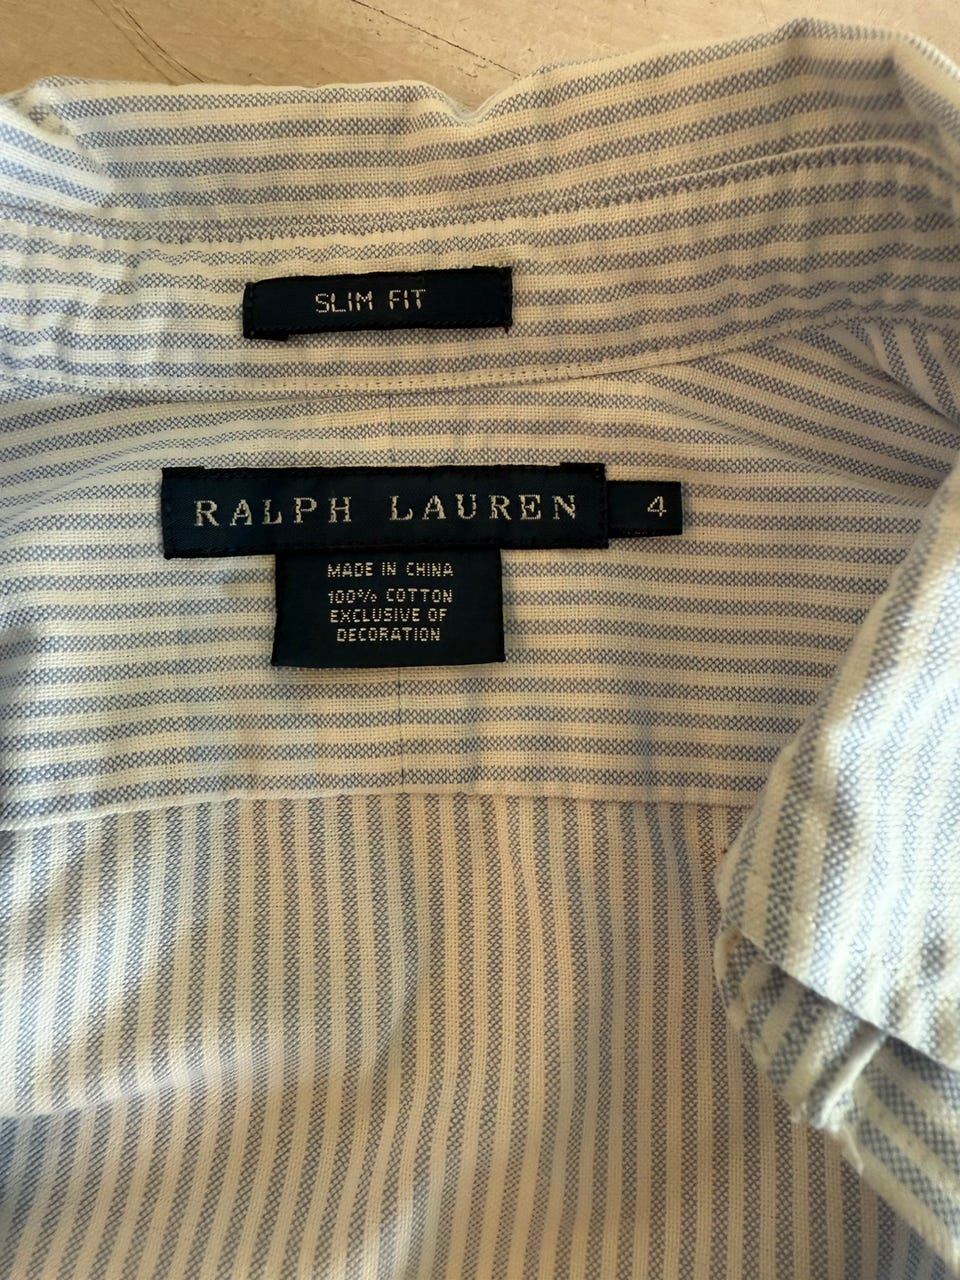 SLIM FIT
RALPH LAUREN 4
MADE IN CHINA
100% COTTON
EXCLUSIVE OF
DECORATION